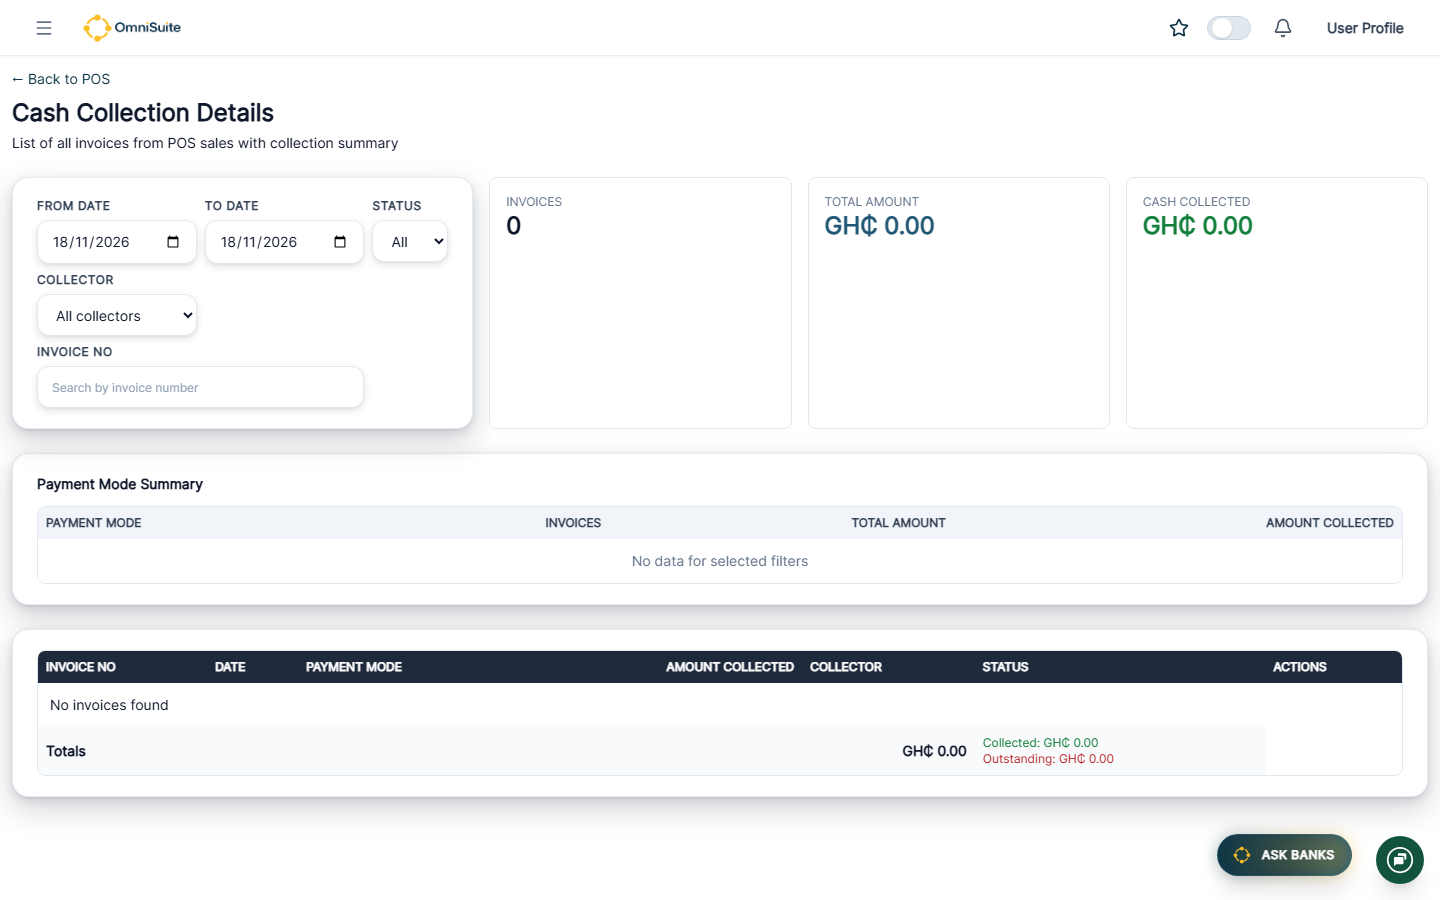 OmniSuite
User Profile
← Back to POS
Cash Collection Details
List of all invoices from POS sales with collection summary
FROM DATE
TO DATE
STATUS
18/11/2026
18/11/2026
All
COLLECTOR
All collectors
INVOICE NO
Search by invoice number
INVOICES
0
TOTAL AMOUNT
GH₵ 0.00
CASH COLLECTED
GH₵ 0.00
Payment Mode Summary
PAYMENT MODE INVOICES TOTAL AMOUNT AMOUNT COLLECTED
No data for selected filters
INVOICE NO DATE PAYMENT MODE AMOUNT COLLECTED COLLECTOR STATUS ACTIONS
No invoices found
Totals GH₵ 0.00
Collected: GH₵ 0.00
Outstanding: GH₵ 0.00
ASK BANKS